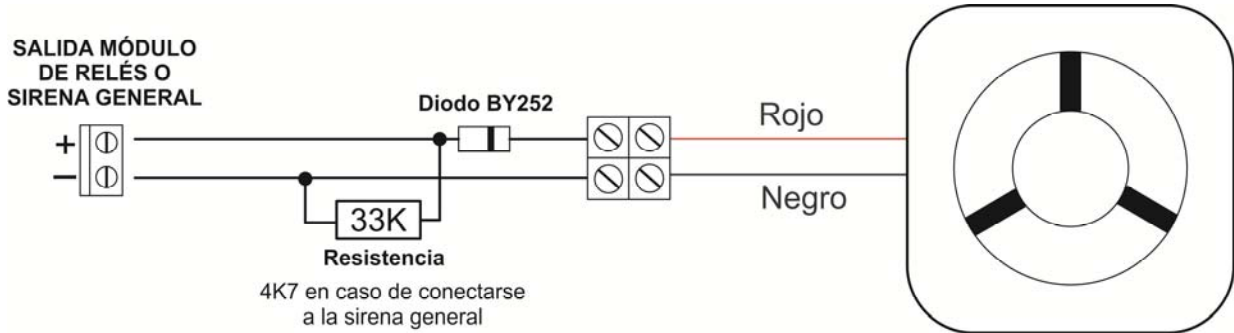 SALIDA MÓDULO
DE RELÉS O
SIRENA GENERAL
Diodo BY252
+
−
Rojo
Negro
33K
Resistencia
4K7 en caso de conectarse
a la sirena general